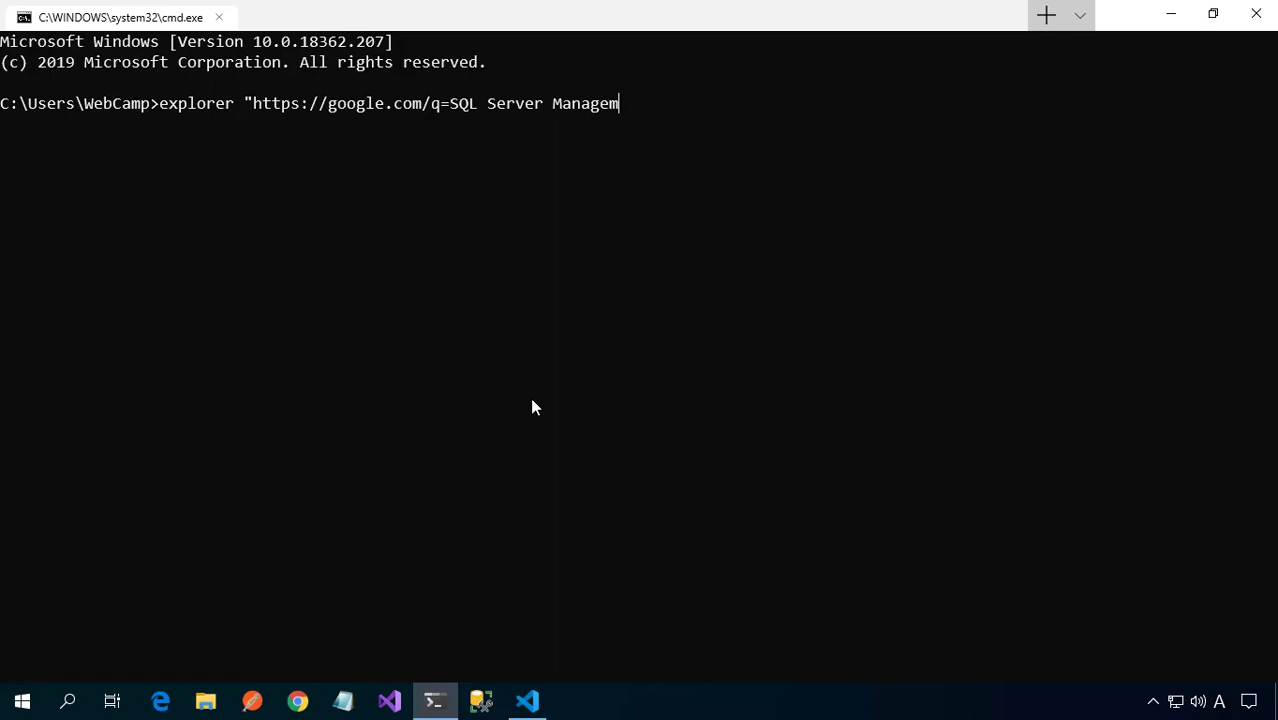 C:\WINDOWS\system32\cmd.exe
Microsoft Windows [Version 10.0.18362.207]
(c) 2019 Microsoft Corporation. All rights reserved.
C:\Users\WebCamp>explorer "https://google.com/q=SQL Server Managem
A